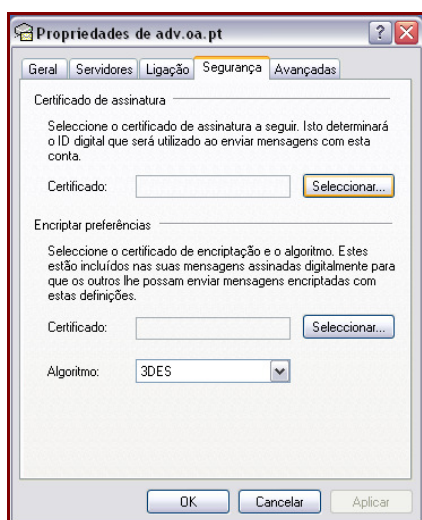 Propriedades de adv.oa.pt
Geral Servidores Ligação Segurança Avançadas
Certificado de assinatura
Seleccione o certificado de assinatura a seguir. Isto determinará
o ID digital que será utilizado ao enviar mensagens com esta
conta.
Certificado: Seleccionar...
Encriptar preferências
Seleccione o certificado de encriptação e o algoritmo. Estes
estão incluídos nas suas mensagens assinadas digitalmente para
que os outros lhe possam enviar mensagens encriptadas com
estas definições.
Certificado: Seleccionar...
Algoritmo: 3DES
OK Cancelar Aplicar